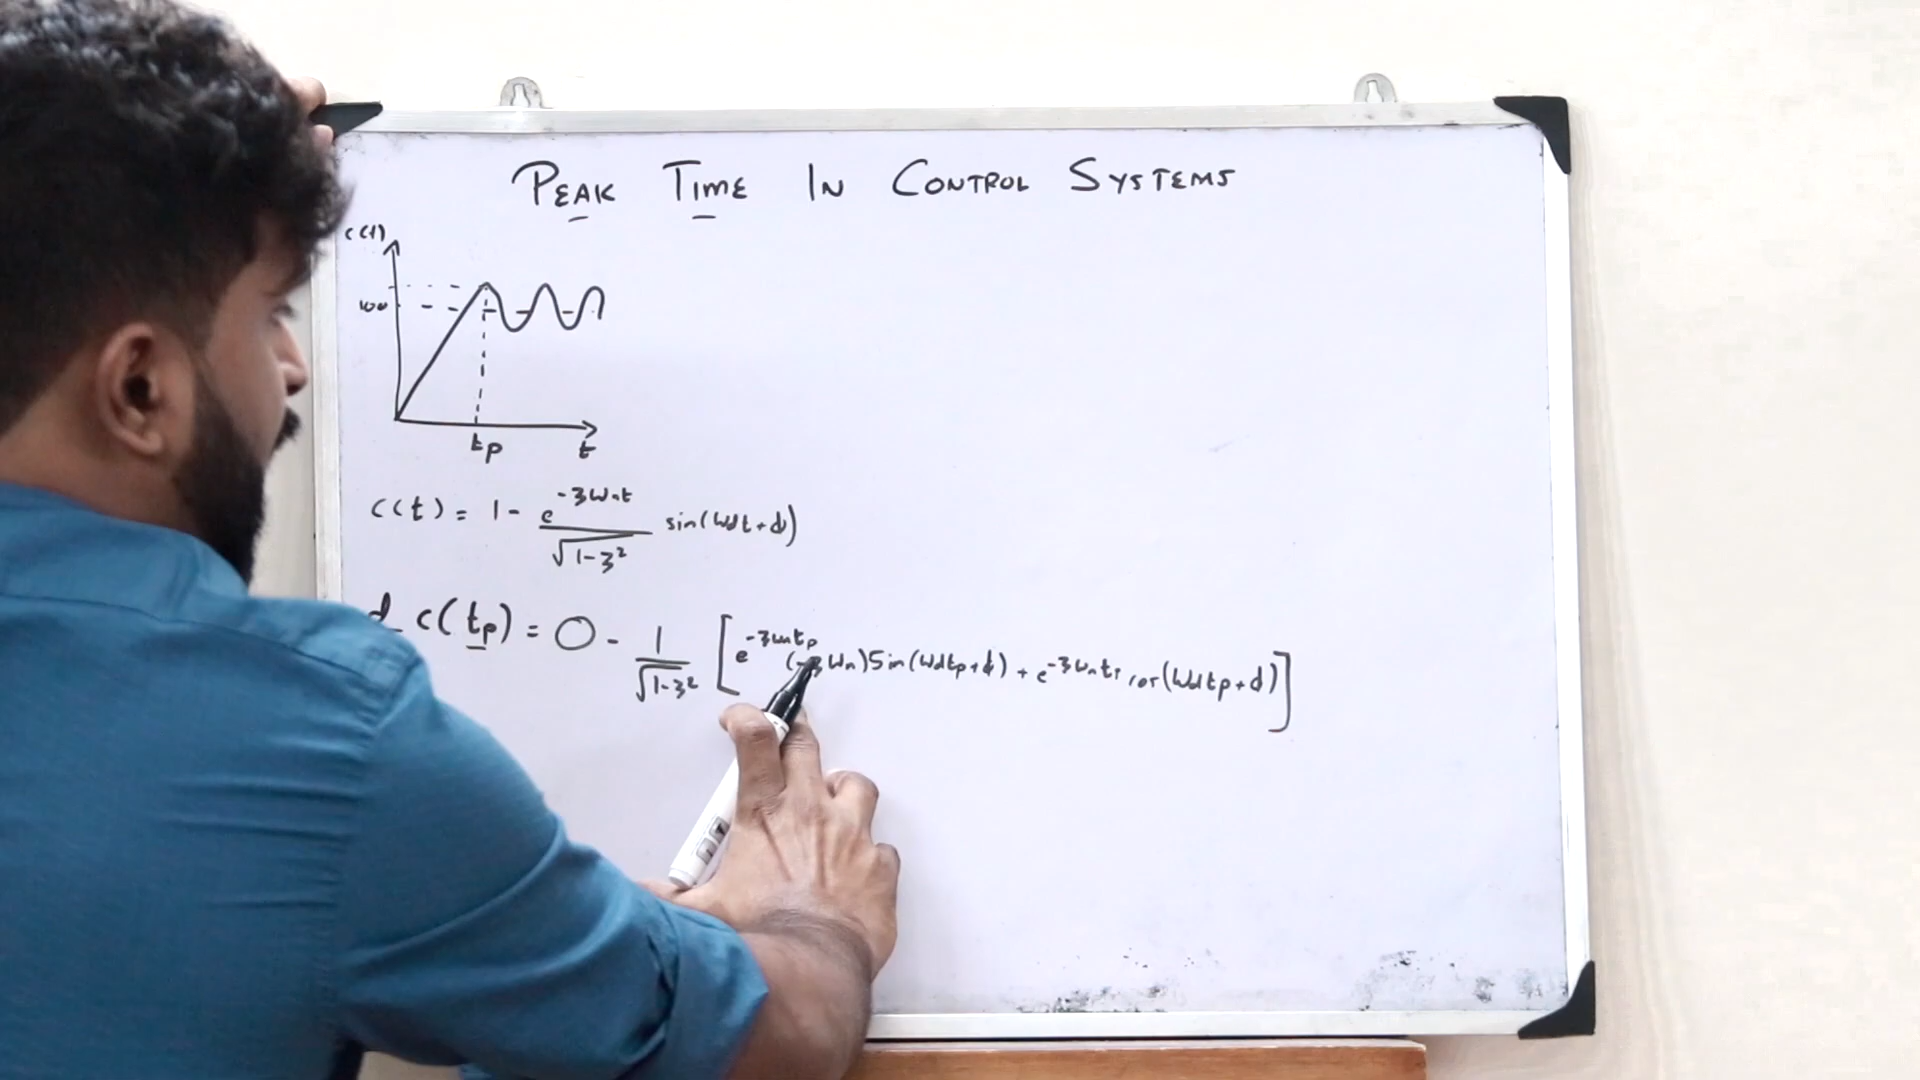 PEAK TIME IN CONTROL SYSTEMS
c(t)
100
tp t
c(t) = 1 - e^-ζωnt / √1-ζ² sin(ωdt+ϕ)
d c(tp) = 0 - 1/√1-ζ² [e^-ζωntp (-ζωn) Sin(ωdtp+ϕ) + e^-ζωntp cos(ωdtp+ϕ)]